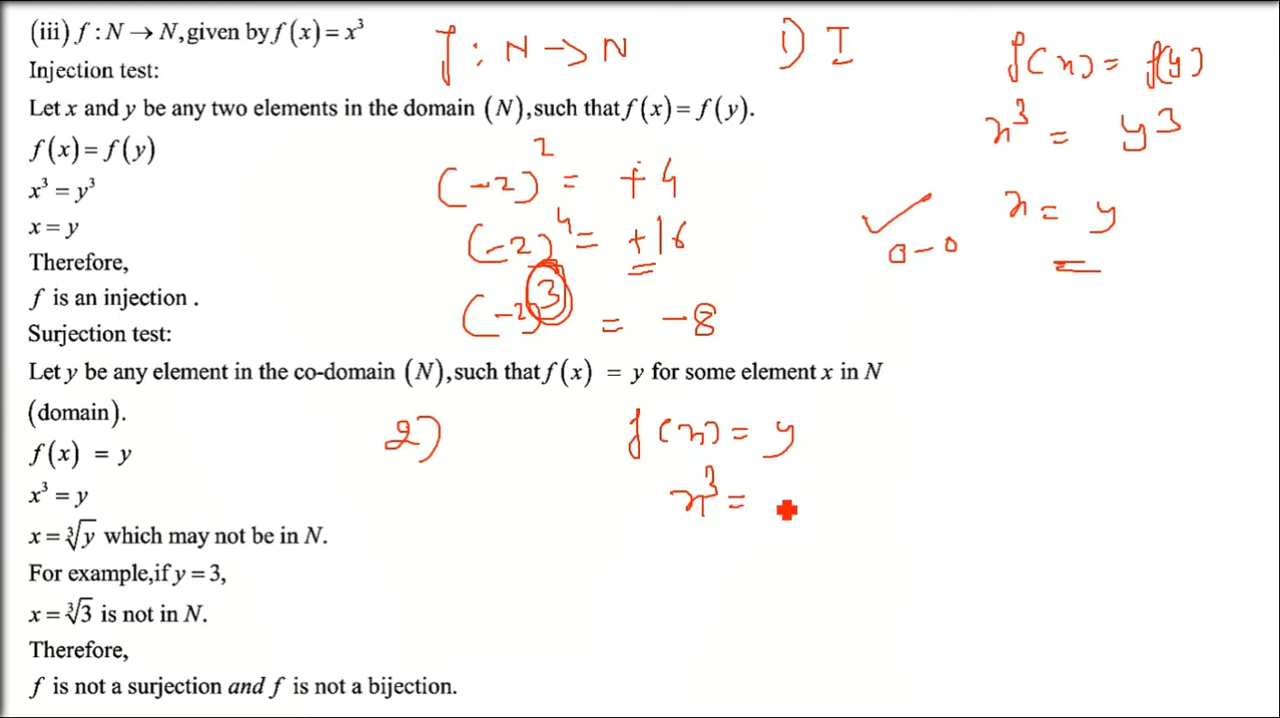 (iii) f : N → N, given by f(x) = x³
Injection test:
Let x and y be any two elements in the domain (N), such that f(x) = f(y).
f(x) = f(y)
x³ = y³
x = y
Therefore,
f is an injection .
Surjection test:
Let y be any element in the co-domain (N), such that f(x) = y for some element x in N
(domain).
f(x) = y
x³ = y
x = ∛y which may not be in N.
For example,if y = 3,
x = ∛3 is not in N.
Therefore,
f is not a surjection and f is not a bijection.
f : N → N
1) I
f(x) = f(y)
x³ = y3
x = y
0-0
(-2)² = +4
(-2)⁴ = +16
(-2)³ = -8
2)
f(x) = y
x³ =